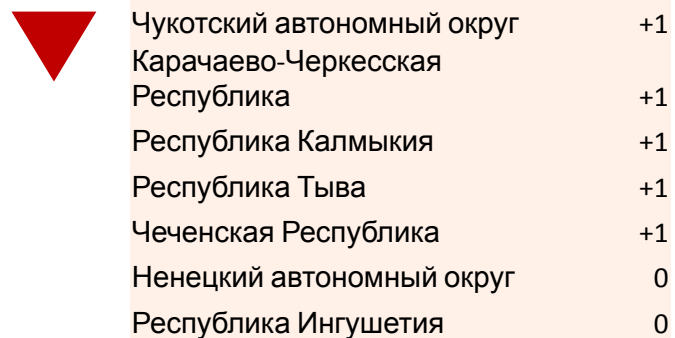 Чукотский автономный округ +1
Карачаево-Черкесская
Республика +1
Республика Калмыкия +1
Республика Тыва +1
Чеченская Республика +1
Ненецкий автономный округ 0
Республика Ингушетия 0